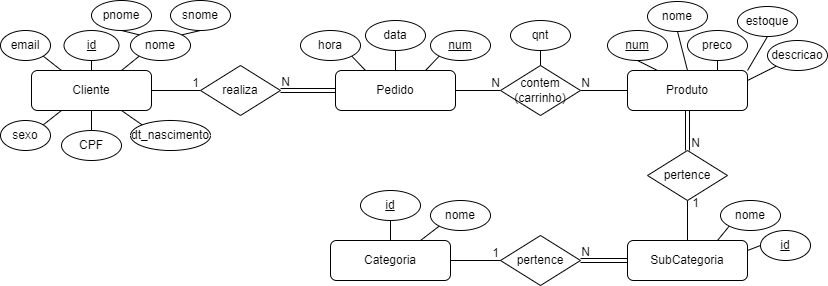 pnome
snome
email
id
nome
Cliente
sexo
CPF
dt_nascimento
1
realiza
N
hora
data
num
Pedido
N
qnt
contem
(carrinho)
N
num
nome
preco
estoque
descricao
Produto
N
pertence
1
id
nome
Categoria
1
pertence
N
SubCategoria
nome
id